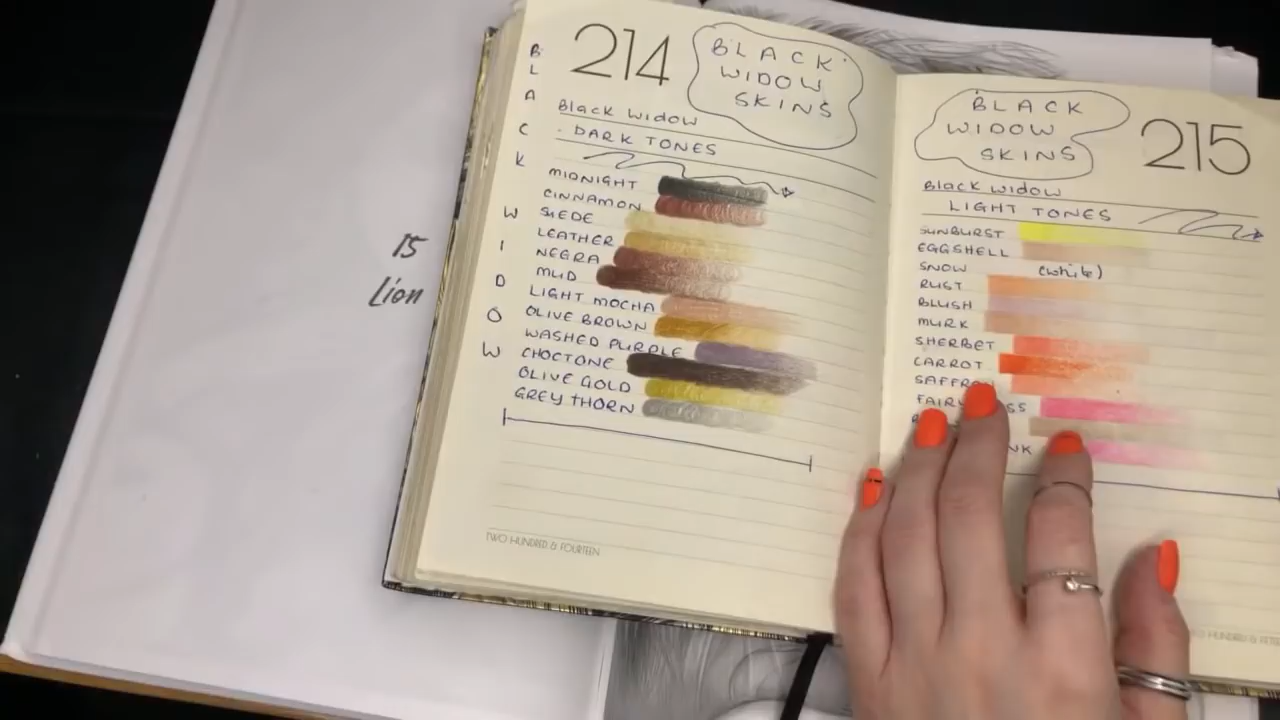 15
Lion
BLACK WIDOW
214
BLACK
WIDOW
SKINS
Black Widow
- DARK TONES
MIDNIGHT
CINNAMON
SUEDE
LEATHER
NEGRA
MUD
LIGHT MOCHA
OLIVE BROWN
WASHED PURPLE
CHOCTONE
OLIVE GOLD
GREY THORN
TWO HUNDRED & FOURTEEN
BLACK
WIDOW
SKINS
215
Black Widow
LIGHT TONES
SUNBURST
EGGSHELL
SNOW (white)
RUST
BLUSH
MURK
SHERBET
CARROT